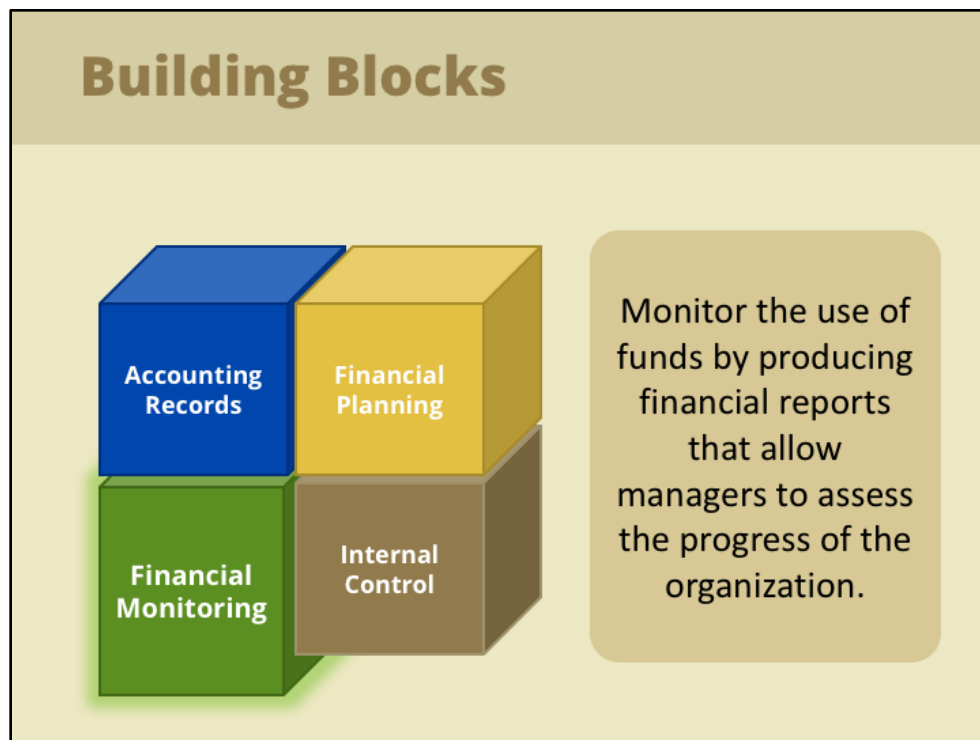 Building Blocks
Accounting
Records
Financial
Planning
Financial
Monitoring
Internal
Control
Monitor the use of
funds by producing
financial reports
that allow
managers to assess
the progress of the
organization.